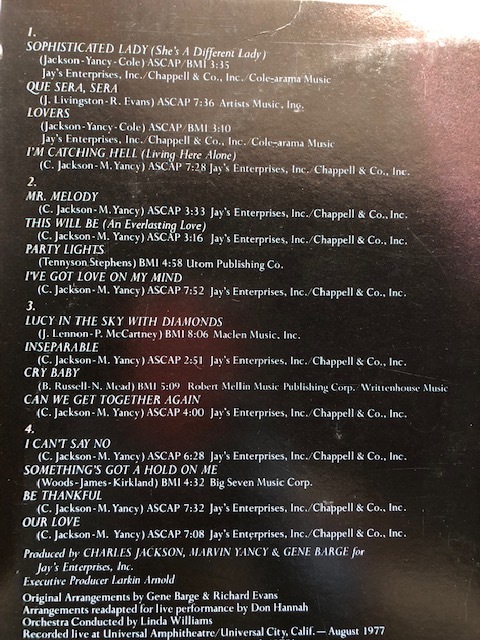 1.
SOPHISTICATED LADY (She's A Different Lady)
(Jackson-Yancy-Cole) ASCAP/BMI 3:35
Jay's Enterprises, Inc./Chappell & Co., Inc./Cole-arama Music
QUE SERA, SERA
(J. Livingston-R. Evans) ASCAP 7:36 Artists Music, Inc.
LOVERS
(Jackson-Yancy-Cole) ASCAP/BMI 3:10
Jay's Enterprises, Inc./Chappell & Co., Inc./Cole-arama Music
I'M CATCHING HELL (Living Here Alone)
(C. Jackson-M. Yancy) ASCAP 7:28 Jay's Enterprises, Inc./Chappell & Co., Inc.
2.
MR. MELODY
(C. Jackson-M. Yancy) ASCAP 3:33 Jay's Enterprises, Inc./Chappell & Co., Inc.
THIS WILL BE (An Everlasting Love)
(C. Jackson-M. Yancy) ASCAP 3:16 Jay's Enterprises, Inc./Chappell & Co., Inc.
PARTY LIGHTS
(Tennyson Stephens) BMI 4:58 Utom Publishing Co.
I'VE GOT LOVE ON MY MIND
(C. Jackson-M. Yancy) ASCAP 7:52 Jay's Enterprises, Inc./Chappell & Co., Inc.
3.
LUCY IN THE SKY WITH DIAMONDS
(J. Lennon-P. McCartney) BMI 8:06 Maclen Music, Inc.
INSEPARABLE
(C. Jackson-M. Yancy) ASCAP 2:51 Jay's Enterprises, Inc./Chappell & Co., Inc.
CRY BABY
(B. Russell-N. Mead) BMI 5:09 Robert Mellin Music Publishing Corp./Writtenhouse Music
CAN WE GET TOGETHER AGAIN
(C. Jackson-M. Yancy) ASCAP 4:00 Jay's Enterprises, Inc./Chappell & Co., Inc.
4.
I CAN'T SAY NO
(C. Jackson-M. Yancy) ASCAP 6:28 Jay's Enterprises, Inc./Chappell & Co., Inc.
SOMETHING'S GOT A HOLD ON ME
(Woods-James-Kirkland) BMI 4:32 Big Seven Music Corp.
BE THANKFUL
(C. Jackson-M. Yancy) ASCAP 7:32 Jay's Enterprises, Inc./Chappell & Co., Inc.
OUR LOVE
(C. Jackson-M. Yancy) ASCAP 7:08 Jay's Enterprises, Inc./Chappell & Co., Inc.
Produced by CHARLES JACKSON, MARVIN YANCY & GENE BARGE for
Jay's Enterprises, Inc.
Executive Producer Larkin Arnold
Original Arrangements by Gene Barge & Richard Evans
Arrangements readapted for live performance by Don Hannah
Orchestra Conducted by Linda Williams
Recorded live at Universal Amphitheatre/Universal City, Calif.—August 1977